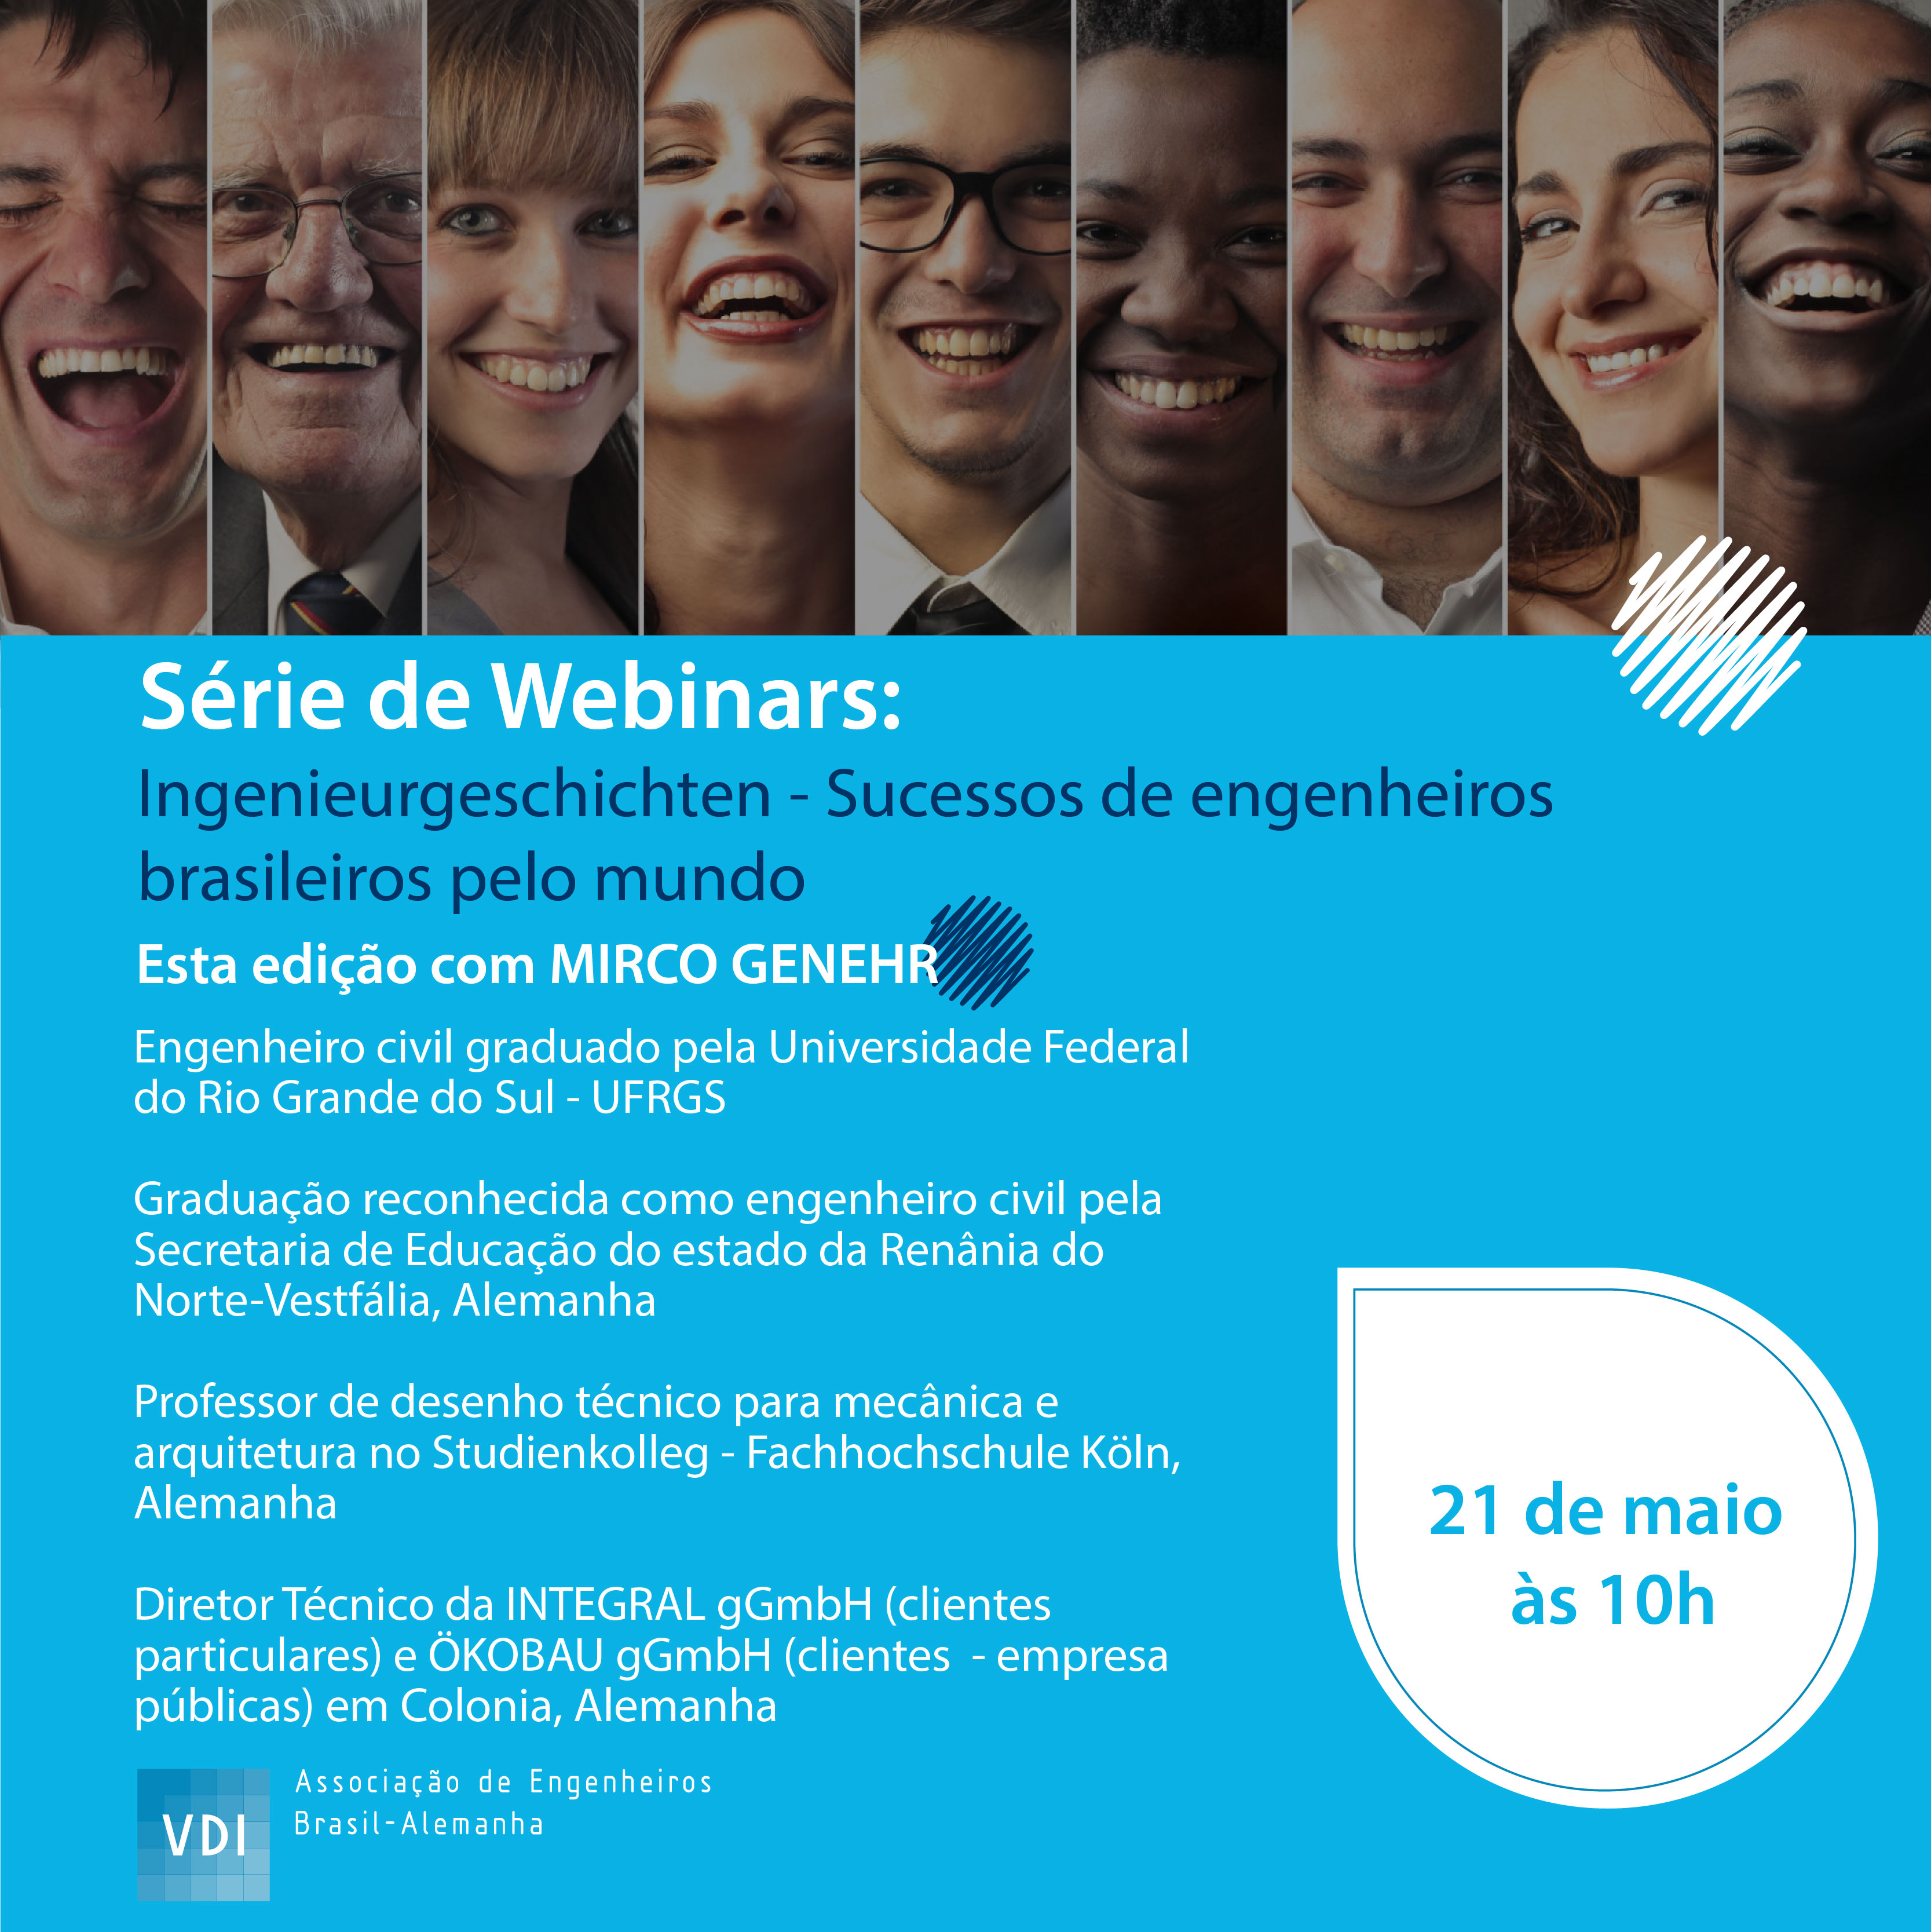 Série de Webinars:
Ingenieurgeschichten - Sucessos de engenheiros
brasileiros pelo mundo
Esta edição com MIRCO GENEHR
Engenheiro civil graduado pela Universidade Federal
do Rio Grande do Sul - UFRGS
Graduação reconhecida como engenheiro civil pela
Secretaria de Educação do estado da Renânia do
Norte-Vestfália, Alemanha
Professor de desenho técnico para mecânica e
arquitetura no Studienkolleg - Fachhochschule Köln,
Alemanha
Diretor Técnico da INTEGRAL gGmbH (clientes
particulares) e ÖKOBAU gGmbH (clientes  - empresa
públicas) em Colonia, Alemanha
21 de maio
às 10h
VDI
Associação de Engenheiros
Brasil-Alemanha